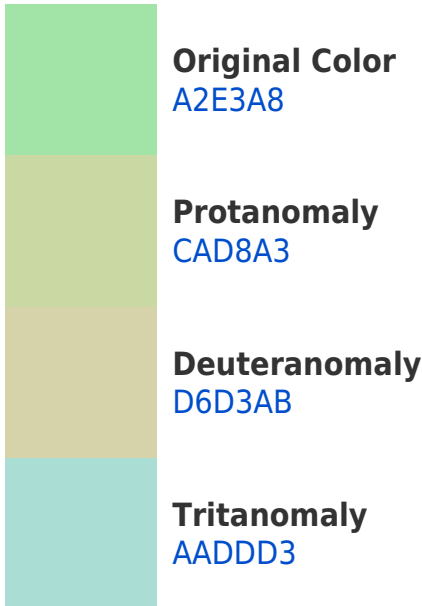 Original Color
A2E3A8
Protanomaly
CAD8A3
Deuteranomaly
D6D3AB
Tritanomaly
AADDD3